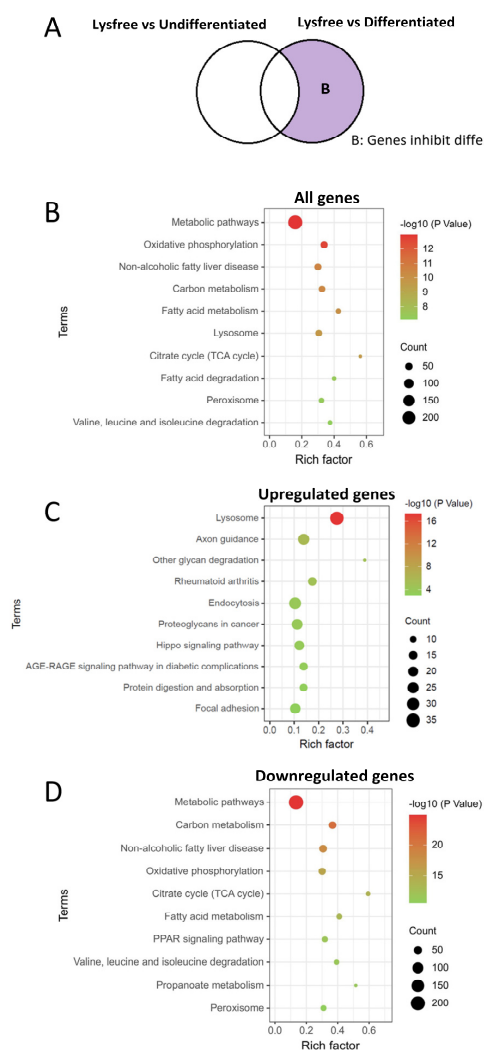 A
Lysfree vs Undifferentiated
Lysfree vs Differentiated
B
B: Genes inhibit diffe
B
All genes
Metabolic pathways
Oxidative phosphorylation
Non-alcoholic fatty liver disease
Carbon metabolism
Fatty acid metabolism
Lysosome
Citrate cycle (TCA cycle)
Fatty acid degradation
Peroxisome
Valine, leucine and isoleucine degradation
Terms
0.0 0.2 0.4 0.6
Rich factor
-log10 (P Value)
12
11
10
9
8
Count
50
100
150
200
C
Upregulated genes
Lysosome
Axon guidance
Other glycan degradation
Rheumatoid arthritis
Endocytosis
Proteoglycans in cancer
Hippo signaling pathway
AGE-RAGE signaling pathway in diabetic complications
Protein digestion and absorption
Focal adhesion
Terms
0.0 0.1 0.2 0.3 0.4
Rich factor
-log10 (P Value)
16
12
8
4
Count
10
15
20
25
30
35
D
Downregulated genes
Metabolic pathways
Carbon metabolism
Non-alcoholic fatty liver disease
Oxidative phosphorylation
Citrate cycle (TCA cycle)
Fatty acid metabolism
PPAR signaling pathway
Valine, leucine and isoleucine degradation
Propanoate metabolism
Peroxisome
Terms
0.0 0.2 0.4 0.6
Rich factor
-log10 (P Value)
20
15
Count
50
100
150
200